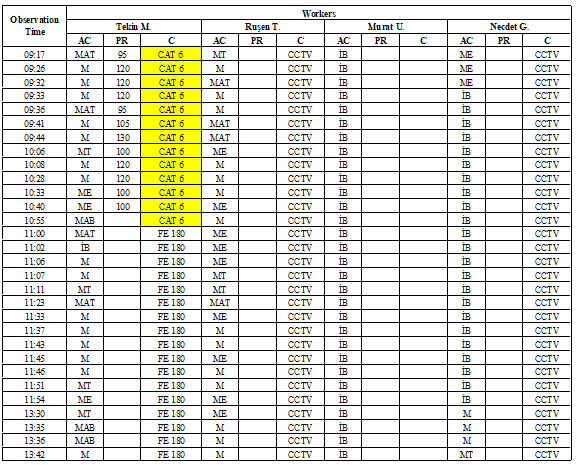 Observation Time Workers
Tekin M. Ruşen T. Murat U. Necdet G.
AC PR C AC PR C AC PR C AC PR C
09:17 MAT 95 CAT 6 MT CCTV İB ME CCTV
09:26 M 120 CAT 6 M CCTV İB ME CCTV
09:32 M 120 CAT 6 MAT CCTV İB ME CCTV
09:33 M 120 CAT 6 M CCTV İB İB CCTV
09:36 MAT 95 CAT 6 M CCTV İB İB CCTV
09:41 M 105 CAT 6 MAT CCTV İB İB CCTV
09:44 M 130 CAT 6 MAT CCTV İB İB CCTV
10:06 MT 100 CAT 6 ME CCTV İB İB CCTV
10:08 M 120 CAT 6 M CCTV İB İB CCTV
10:28 M 120 CAT 6 M CCTV İB İB CCTV
10:33 ME 100 CAT 6 M CCTV İB İB CCTV
10:40 ME 100 CAT 6 ME CCTV İB İB CCTV
10:55 MAB CAT 6 M CCTV İB İB CCTV
11:00 MAT FE 180 ME CCTV İB İB CCTV
11:02 İB FE 180 ME CCTV İB İB CCTV
11:06 M FE 180 ME CCTV İB İB CCTV
11:07 M FE 180 MT CCTV İB İB CCTV
11:11 MT FE 180 MT CCTV İB İB CCTV
11:23 MAT FE 180 MAT CCTV İB İB CCTV
11:33 M FE 180 ME CCTV İB İB CCTV
11:37 M FE 180 M CCTV İB İB CCTV
11:43 M FE 180 M CCTV İB İB CCTV
11:45 M FE 180 ME CCTV İB İB CCTV
11:46 M FE 180 M CCTV İB İB CCTV
11:51 MT FE 180 M CCTV İB İB CCTV
11:54 ME FE 180 ME CCTV İB İB CCTV
13:30 MT FE 180 ME CCTV İB M CCTV
13:35 MAB FE 180 M CCTV İB M CCTV
13:36 MAB FE 180 M CCTV İB M CCTV
13:42 M FE 180 M CCTV İB MT CCTV